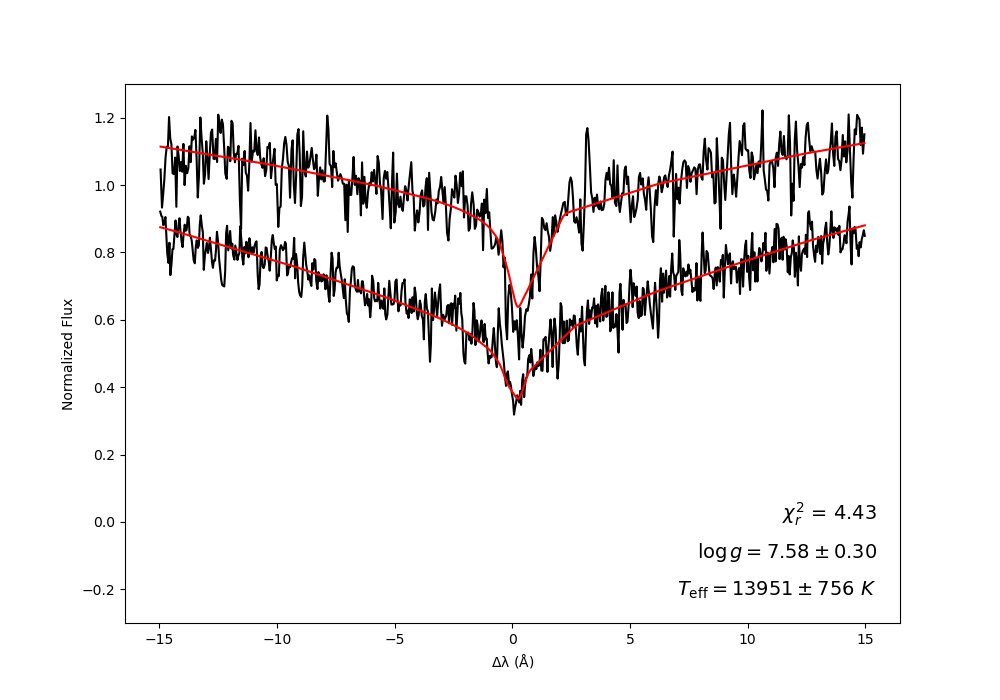 1.2
1.0
0.8
0.6
0.4
0.2
0.0
−0.2
Normalized Flux
χ²ᵣ = 4.43
log g = 7.58 ± 0.30
T_eff = 13951 ± 756 K
−15 −10 −5 0 5 10 15
Δλ (Å)